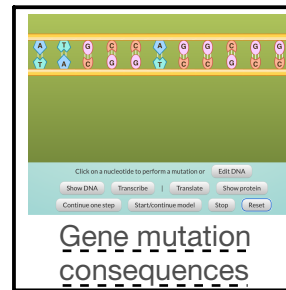 A T G C C A G G C G G
T A C G G T C C G C C
Click on a nucleotide to perform a mutation or Edit DNA
Show DNA Transcribe | Translate Show protein
Continue one step Start/continue model Stop Reset
Gene mutation
consequences